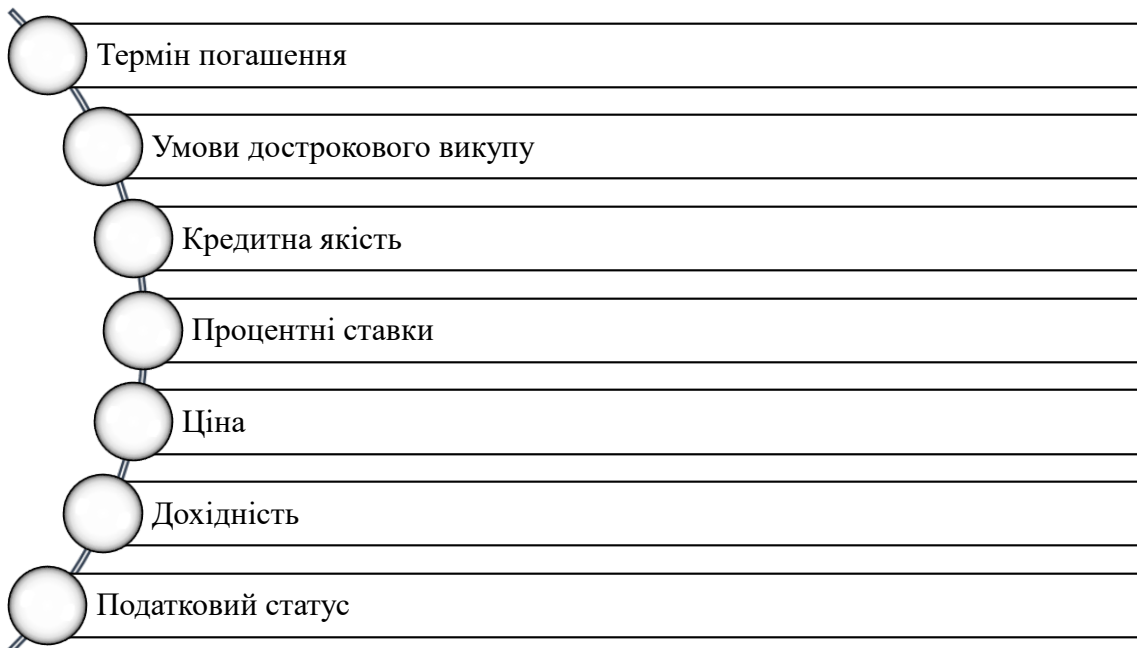 Термін погашення
Умови дострокового викупу
Кредитна якість
Процентні ставки
Ціна
Дохідність
Податковий статус